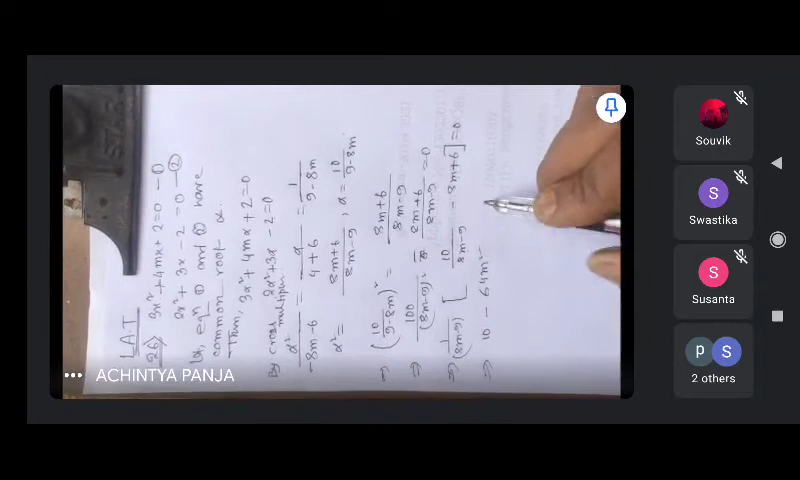 L.A.T
26> 3x² + 4mx + 2 = 0 — ①
2x² + 3x - 2 = 0 — ②
Let, eqⁿ ① and ② have
common root α.
Then, 3α² + 4mα + 2 = 0
2α² + 3α - 2 = 0
By cross multiplication
α²/(-8m-6) = α/(4+6) = 1/(9-8m)
α² = (8m+6)/(8m-9), α = 10/(9-8m)
⇒ (10/(9-8m))² = (8m+6)/(8m-9)
⇒ 100/(8m-9)² = (8m+6)/(8m-9) = 0
⇒ 1/(8m-9) [10/(8m-9) - 8m+6] = 0
⇒ 10 - 64m²
ACHINTYA PANJA
Souvik
S
Swastika
S
Susanta
P S
2 others